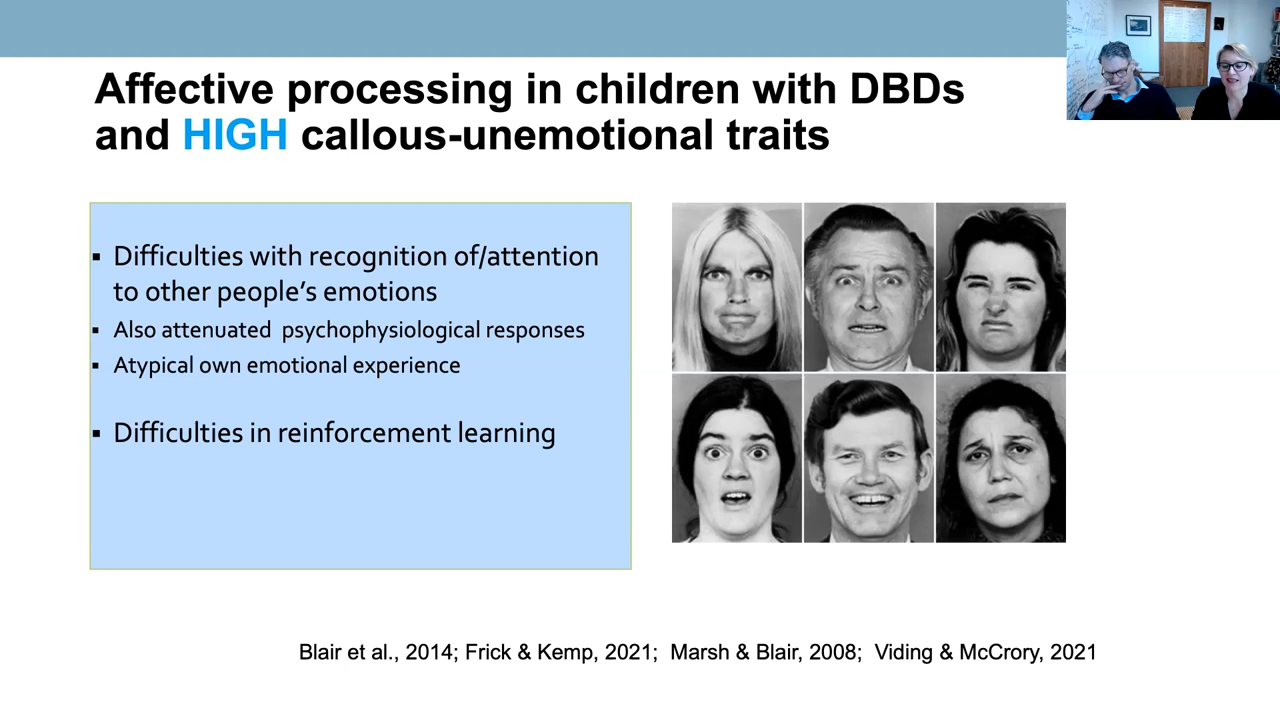 Affective processing in children with DBDs
and HIGH callous-unemotional traits
▪ Difficulties with recognition of/attention
to other people's emotions
▪ Also attenuated  psychophysiological responses
▪ Atypical own emotional experience
▪ Difficulties in reinforcement learning
Blair et al., 2014; Frick & Kemp, 2021;  Marsh & Blair, 2008;  Viding & McCrory, 2021